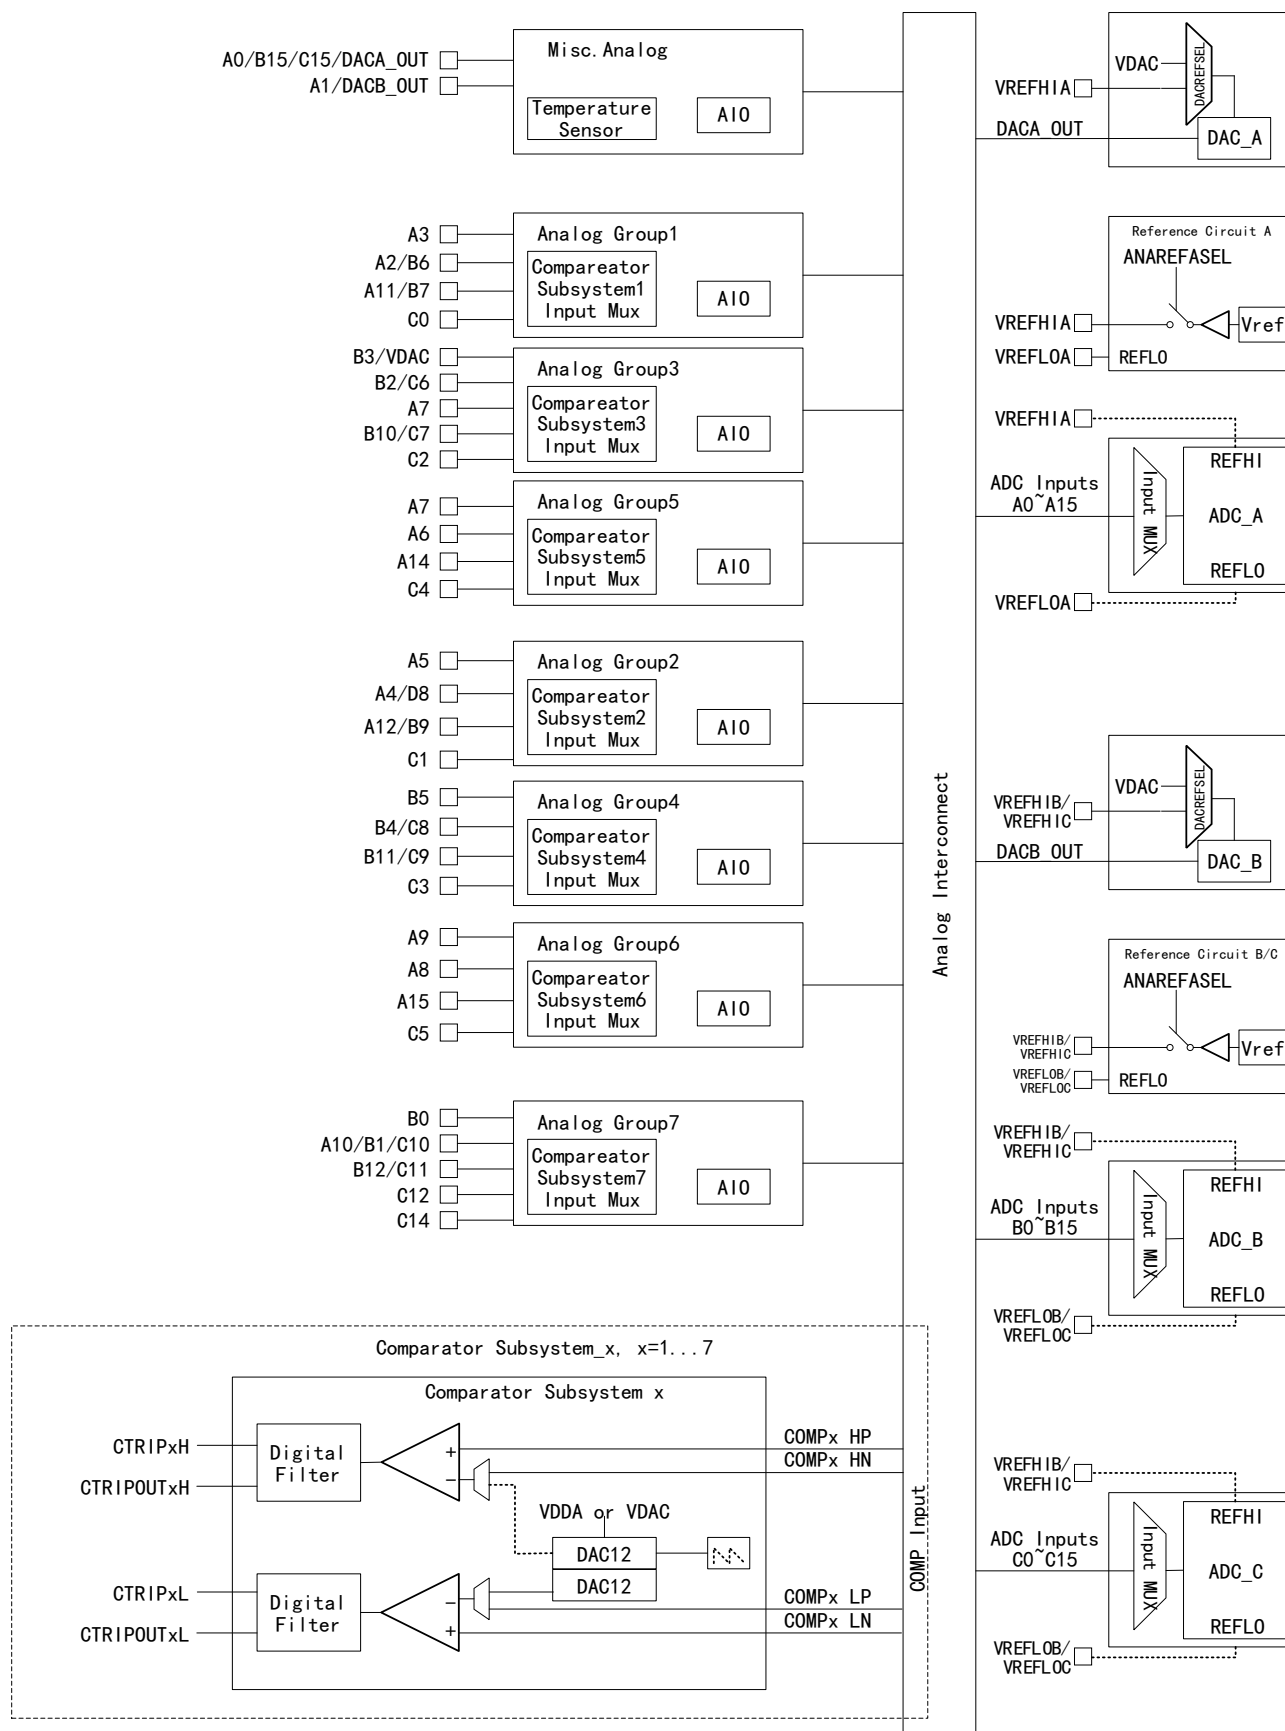 A0/B15/C15/DACA_OUT
A1/DACB_OUT
Misc.Analog
Temperature
Sensor
AIO
A3
A2/B6
A11/B7
C0
Analog Group1
Compareator
Subsystem1
Input Mux
AIO
B3/VDAC
B2/C6
A7
B10/C7
C2
Analog Group3
Compareator
Subsystem3
Input Mux
AIO
A7
A6
A14
C4
Analog Group5
Compareator
Subsystem5
Input Mux
AIO
A5
A4/D8
A12/B9
C1
Analog Group2
Compareator
Subsystem2
Input Mux
AIO
B5
B4/C8
B11/C9
C3
Analog Group4
Compareator
Subsystem4
Input Mux
AIO
A9
A8
A15
C5
Analog Group6
Compareator
Subsystem6
Input Mux
AIO
B0
A10/B1/C10
B12/C11
C12
C14
Analog Group7
Compareator
Subsystem7
Input Mux
AIO
Comparator Subsystem_x, x=1...7
Comparator Subsystem x
CTRIPxH
CTRIPOUTxH
Digital
Filter
+
−
COMPx HP
COMPx HN
VDDA or VDAC
DAC12
DAC12
CTRIPxL
CTRIPOUTxL
Digital
Filter
−
+
COMPx LP
COMPx LN
COMP Input
Analog Interconnect
VDAC
VREFHIA
DACREFSEL
DACA OUT
DAC_A
Reference Circuit A
ANAREFASEL
VREFHIA
Vref
VREFLOA
REFLO
VREFHIA
ADC Inputs
A0~A15
Input MUX
REFHI
ADC_A
REFLO
VREFLOA
VDAC
VREFHIB/
VREFHIC
DACREFSEL
DACB OUT
DAC_B
Reference Circuit B/C
ANAREFASEL
VREFHIB/
VREFHIC
Vref
VREFLOB/
VREFLOC
REFLO
VREFHIB/
VREFHIC
ADC Inputs
B0~B15
Input MUX
REFHI
ADC_B
REFLO
VREFLOB/
VREFLOC
VREFHIB/
VREFHIC
ADC Inputs
C0~C15
Input MUX
REFHI
ADC_C
REFLO
VREFLOB/
VREFLOC